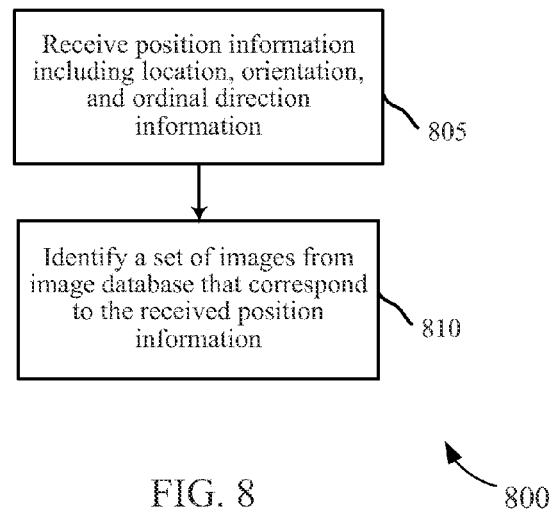 Receive position information
including location, orientation,
and ordinal direction
information
805
Identify a set of images from
image database that correspond
to the received position
information
810
FIG. 8
800